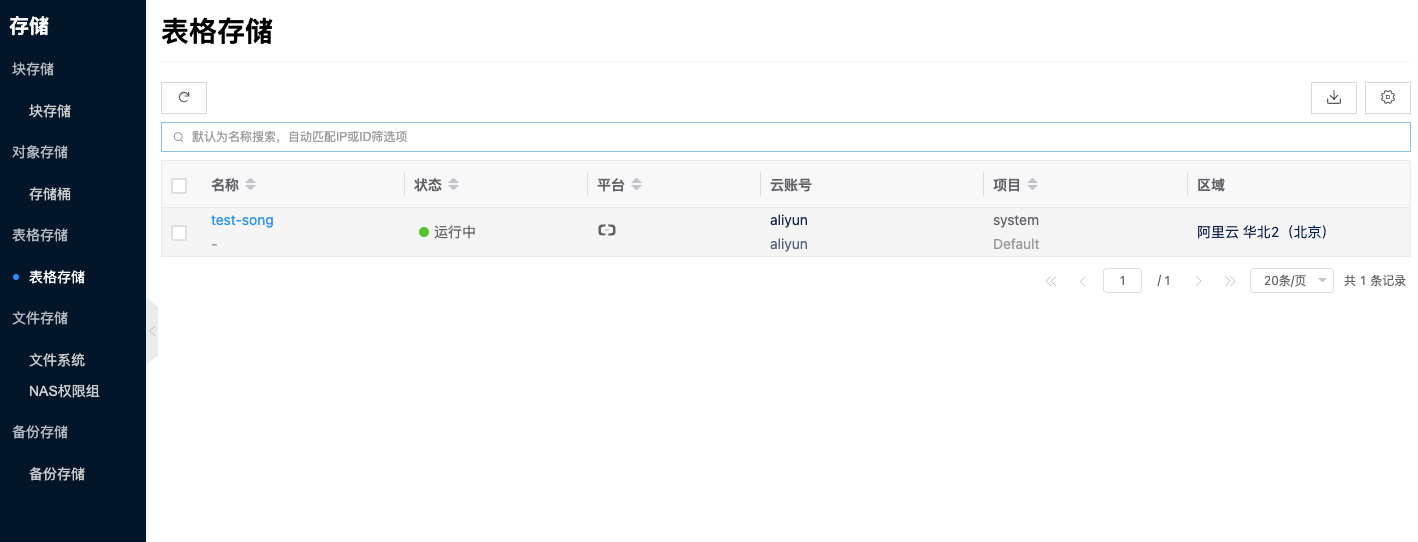 存储
块存储
块存储
对象存储
存储桶
表格存储
表格存储
文件存储
文件系统
NAS权限组
备份存储
备份存储
表格存储
默认为名称搜索，自动匹配IP或ID筛选项
名称 状态 平台 云账号 项目 区域
test-song 运行中 aliyun system 阿里云 华北2（北京）
- aliyun Default
1 / 1 20条/页 共 1 条记录